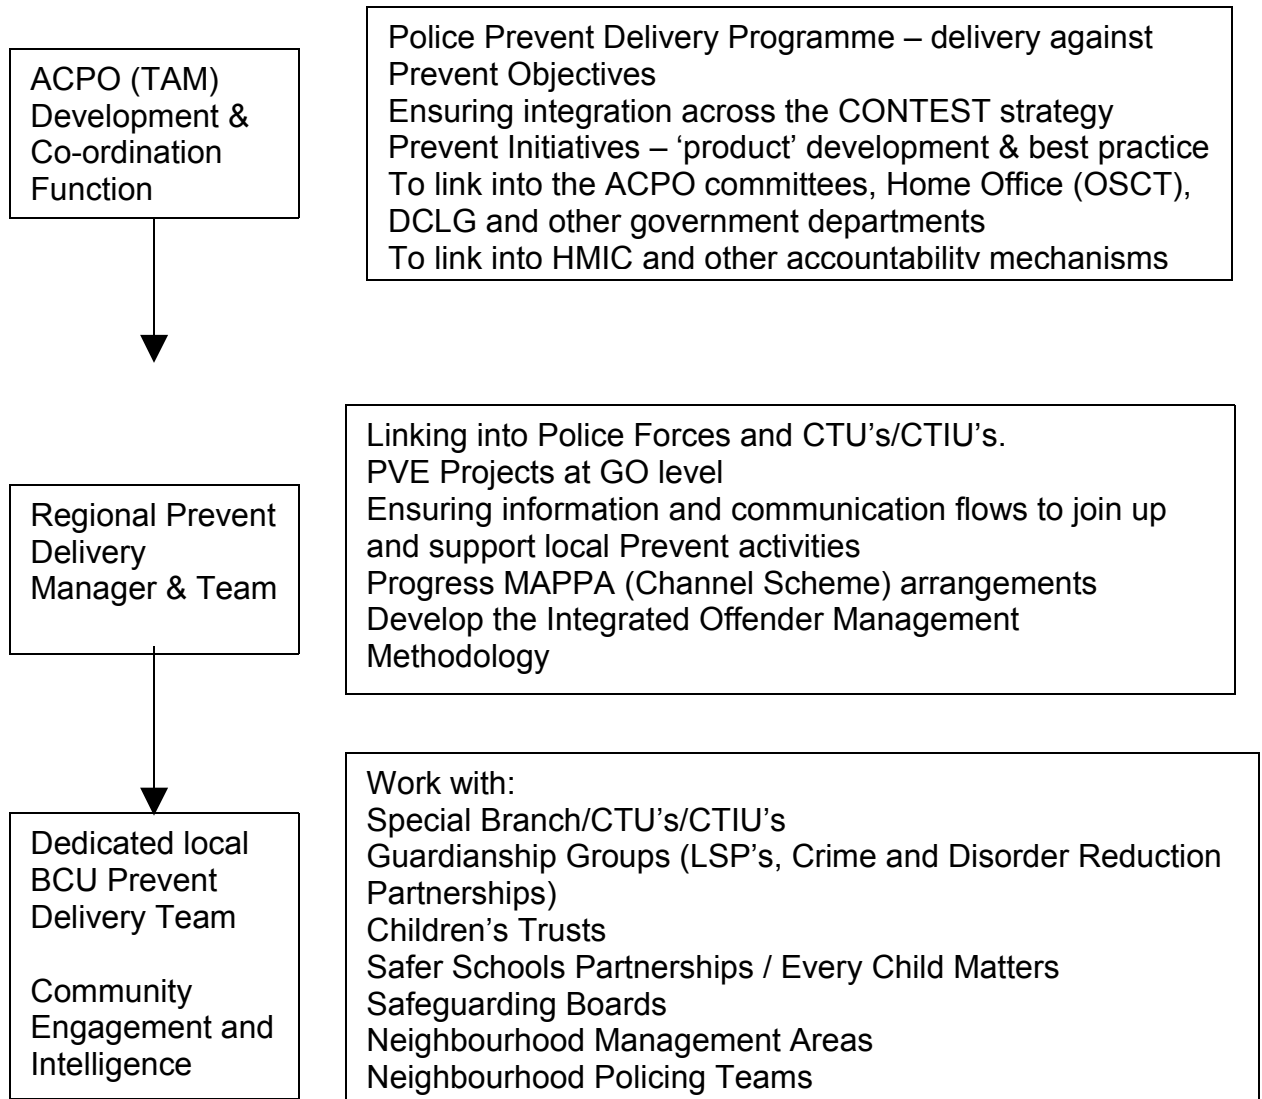 ACPO (TAM)
Development &
Co-ordination
Function
Police Prevent Delivery Programme – delivery against
Prevent Objectives
Ensuring integration across the CONTEST strategy
Prevent Initiatives – ‘product’ development & best practice
To link into the ACPO committees, Home Office (OSCT),
DCLG and other government departments
To link into HMIC and other accountability mechanisms
Regional Prevent
Delivery
Manager & Team
Linking into Police Forces and CTU’s/CTIU’s.
PVE Projects at GO level
Ensuring information and communication flows to join up
and support local Prevent activities
Progress MAPPA (Channel Scheme) arrangements
Develop the Integrated Offender Management
Methodology
Dedicated local
BCU Prevent
Delivery Team
Community
Engagement and
Intelligence
Work with:
Special Branch/CTU’s/CTIU’s
Guardianship Groups (LSP’s, Crime and Disorder Reduction
Partnerships)
Children’s Trusts
Safer Schools Partnerships / Every Child Matters
Safeguarding Boards
Neighbourhood Management Areas
Neighbourhood Policing Teams